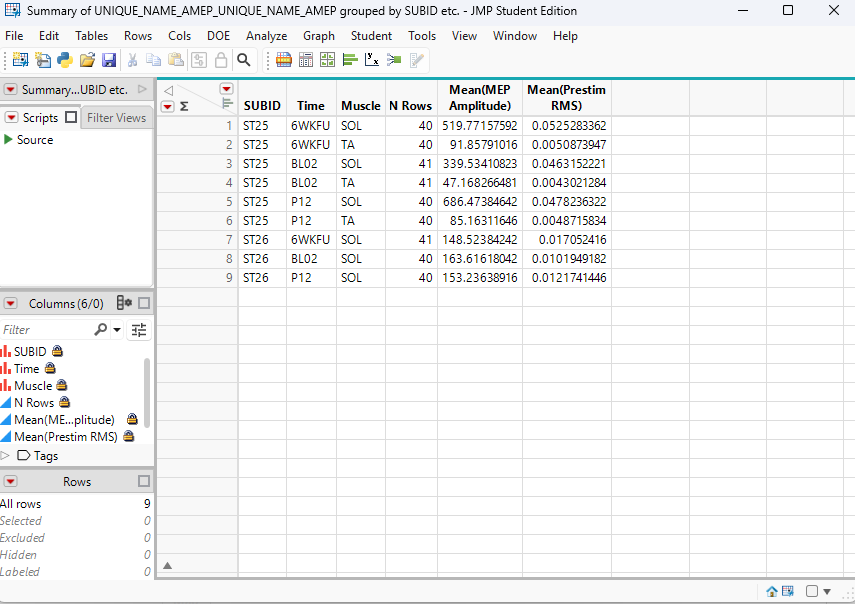 Summary of UNIQUE_NAME_AMEP_UNIQUE_NAME_AMEP grouped by SUBID etc. - JMP Student Edition
File Edit Tables Rows Cols DOE Analyze Graph Student Tools View Window Help
Summary...UBID etc.
Scripts Filter Views
Source
SUBID Time Muscle N Rows Mean(MEP Amplitude) Mean(Prestim RMS)
1 ST25 6WKFU SOL 40 519.77157592 0.0525283362
2 ST25 6WKFU TA 40 91.85791016 0.0050873947
3 ST25 BL02 SOL 41 339.53410823 0.0463152221
4 ST25 BL02 TA 41 47.168266481 0.0043021284
5 ST25 P12 SOL 40 686.47384642 0.0478236322
6 ST25 P12 TA 40 85.16311646 0.0048715834
7 ST26 6WKFU SOL 41 148.52384242 0.017052416
8 ST26 BL02 SOL 40 163.61618042 0.0101949182
9 ST26 P12 SOL 40 153.23638916 0.0121741446
Columns (6/0)
Filter
SUBID
Time
Muscle
N Rows
Mean(ME...plitude)
Mean(Prestim RMS)
Tags
Rows
All rows 9
Selected 0
Excluded 0
Hidden 0
Labeled 0